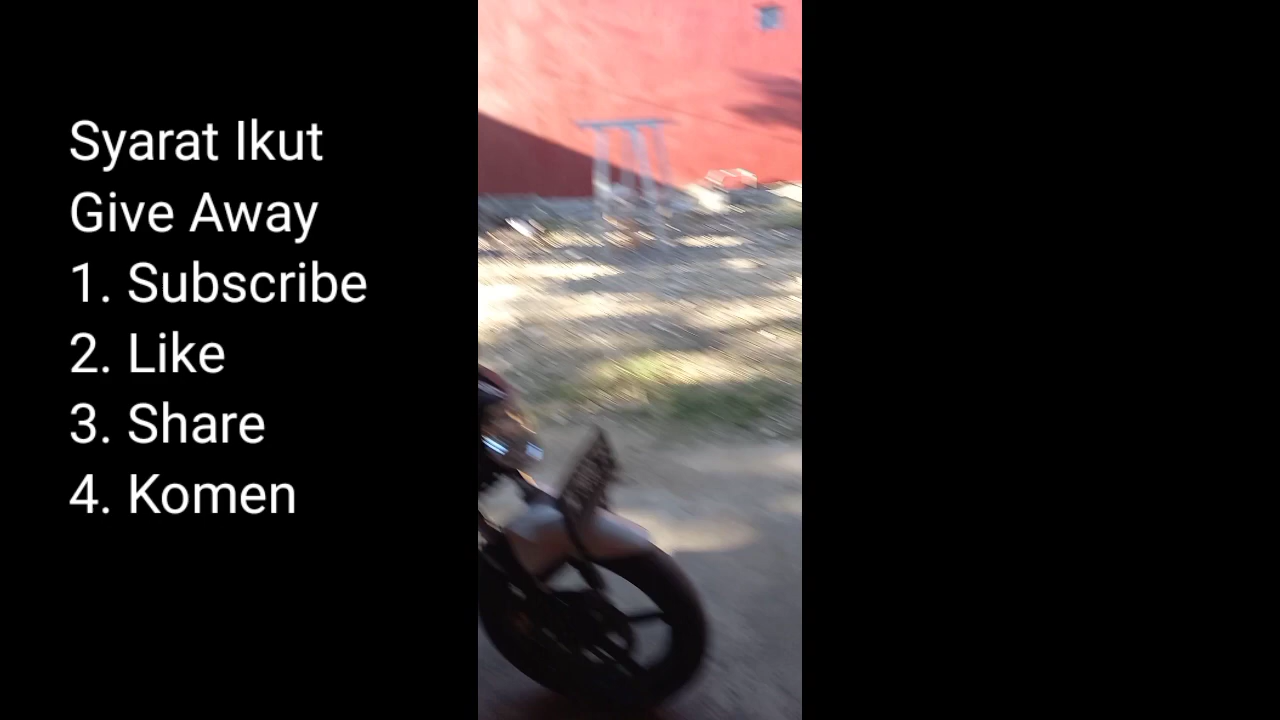 Syarat Ikut
Give Away
1. Subscribe
2. Like
3. Share
4. Komen